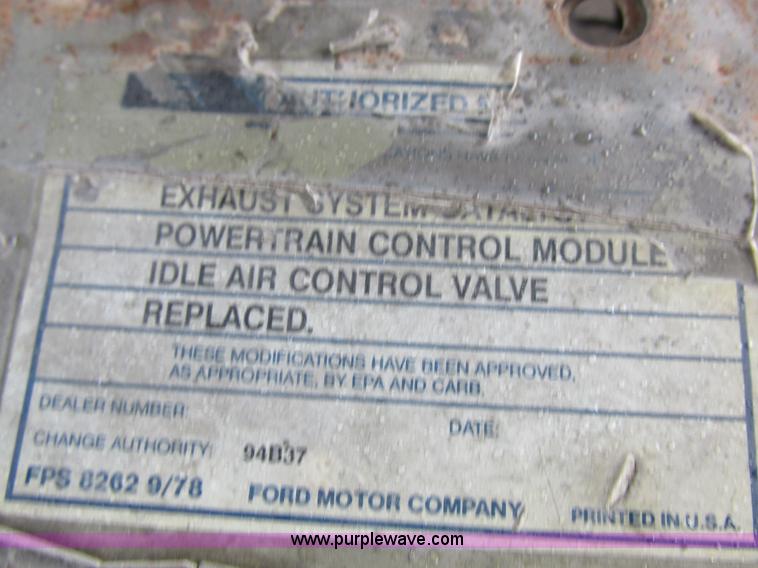 AUTHORIZED
HAVE
EXHAUST SYSTEM
POWERTRAIN CONTROL MODULE
IDLE AIR CONTROL VALVE
REPLACED.
THESE MODIFICATIONS HAVE BEEN APPROVED,
AS APPROPRIATE, BY EPA AND CARB.
DEALER NUMBER: DATE:
CHANGE AUTHORITY: 94B37
FPS 8262 9/78 FORD MOTOR COMPANY PRINTED IN U.S.A.
www.purplewave.com